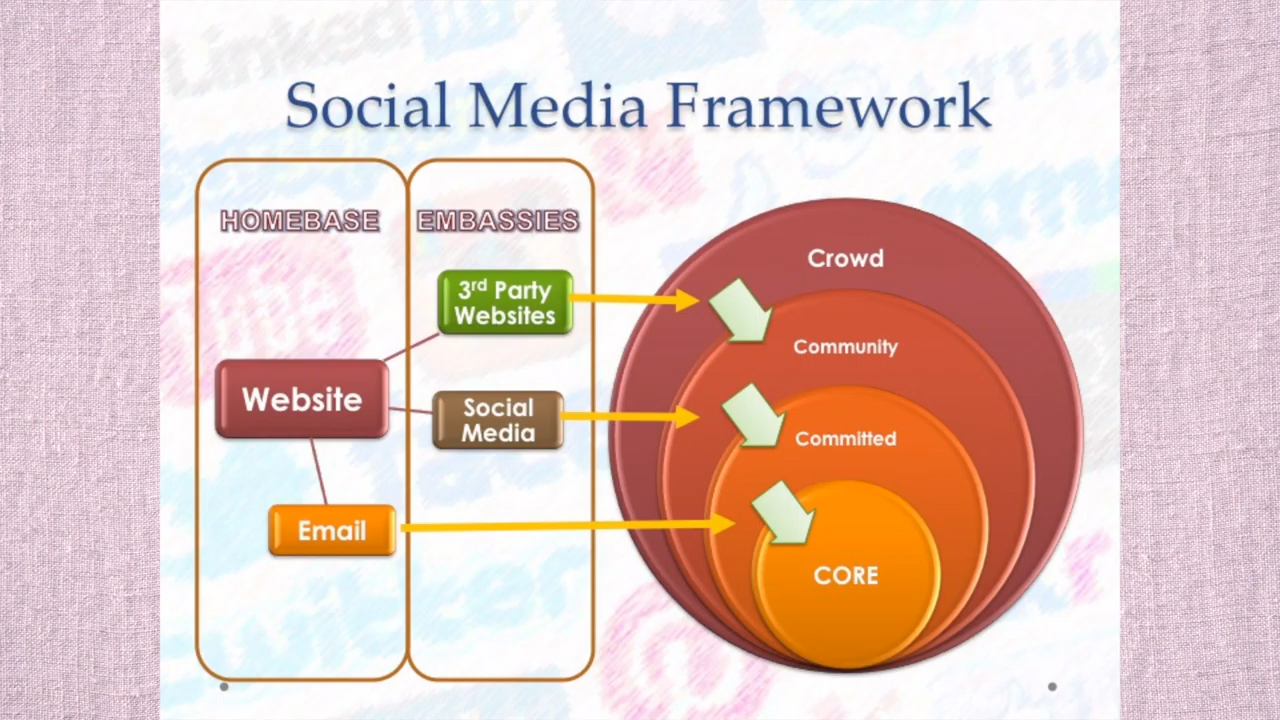 Social Media Framework
HOMEBASE
EMBASSIES
3rd Party
Websites
Website
Social
Media
Email
Crowd
Community
Committed
CORE